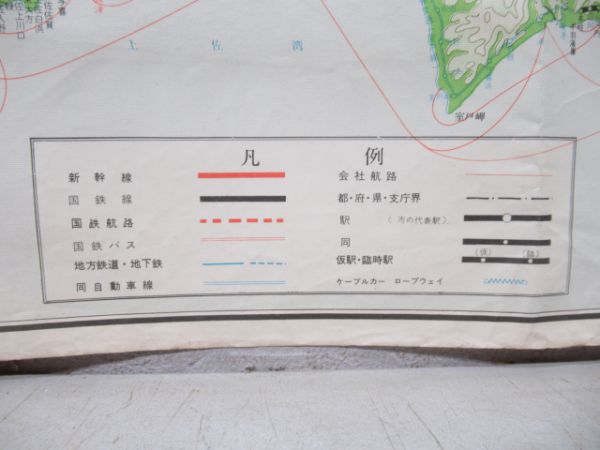 土佐湾
室戸岬
凡例
新幹線
国鉄線
国鉄航路
国鉄バス
地方鉄道・地下鉄
同自動車線
会社航路
都・府・県・支庁界
駅 (市の代表駅)
同
仮駅・臨時駅 (仮) (臨)
ケーブルカー ロープウェイ